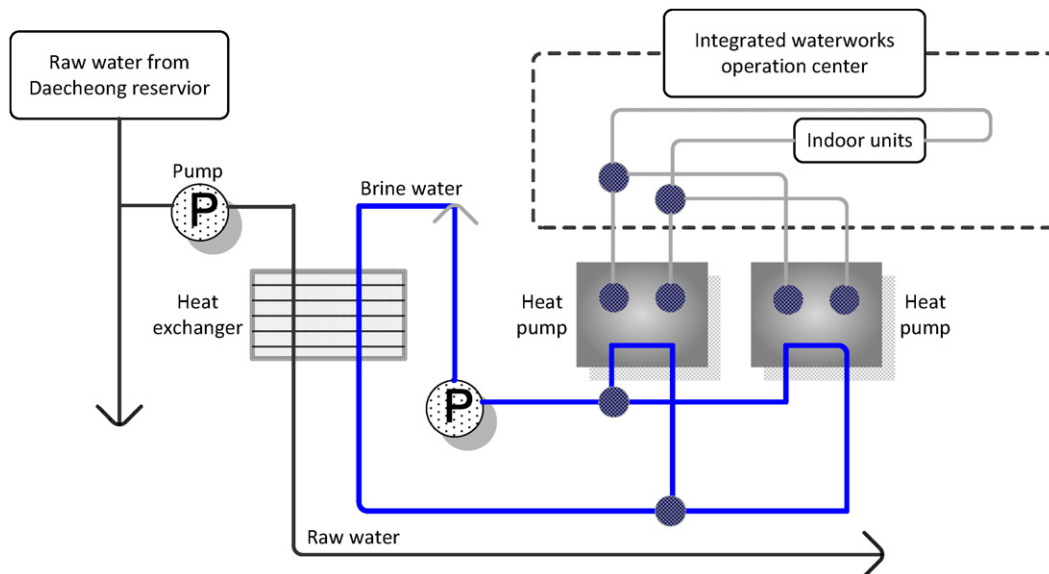 Raw water from
Daecheong reservior
Integrated waterworks
operation center
Indoor units
Pump
P
Brine water
Heat
exchanger
Heat
pump
Heat
pump
P
Raw water